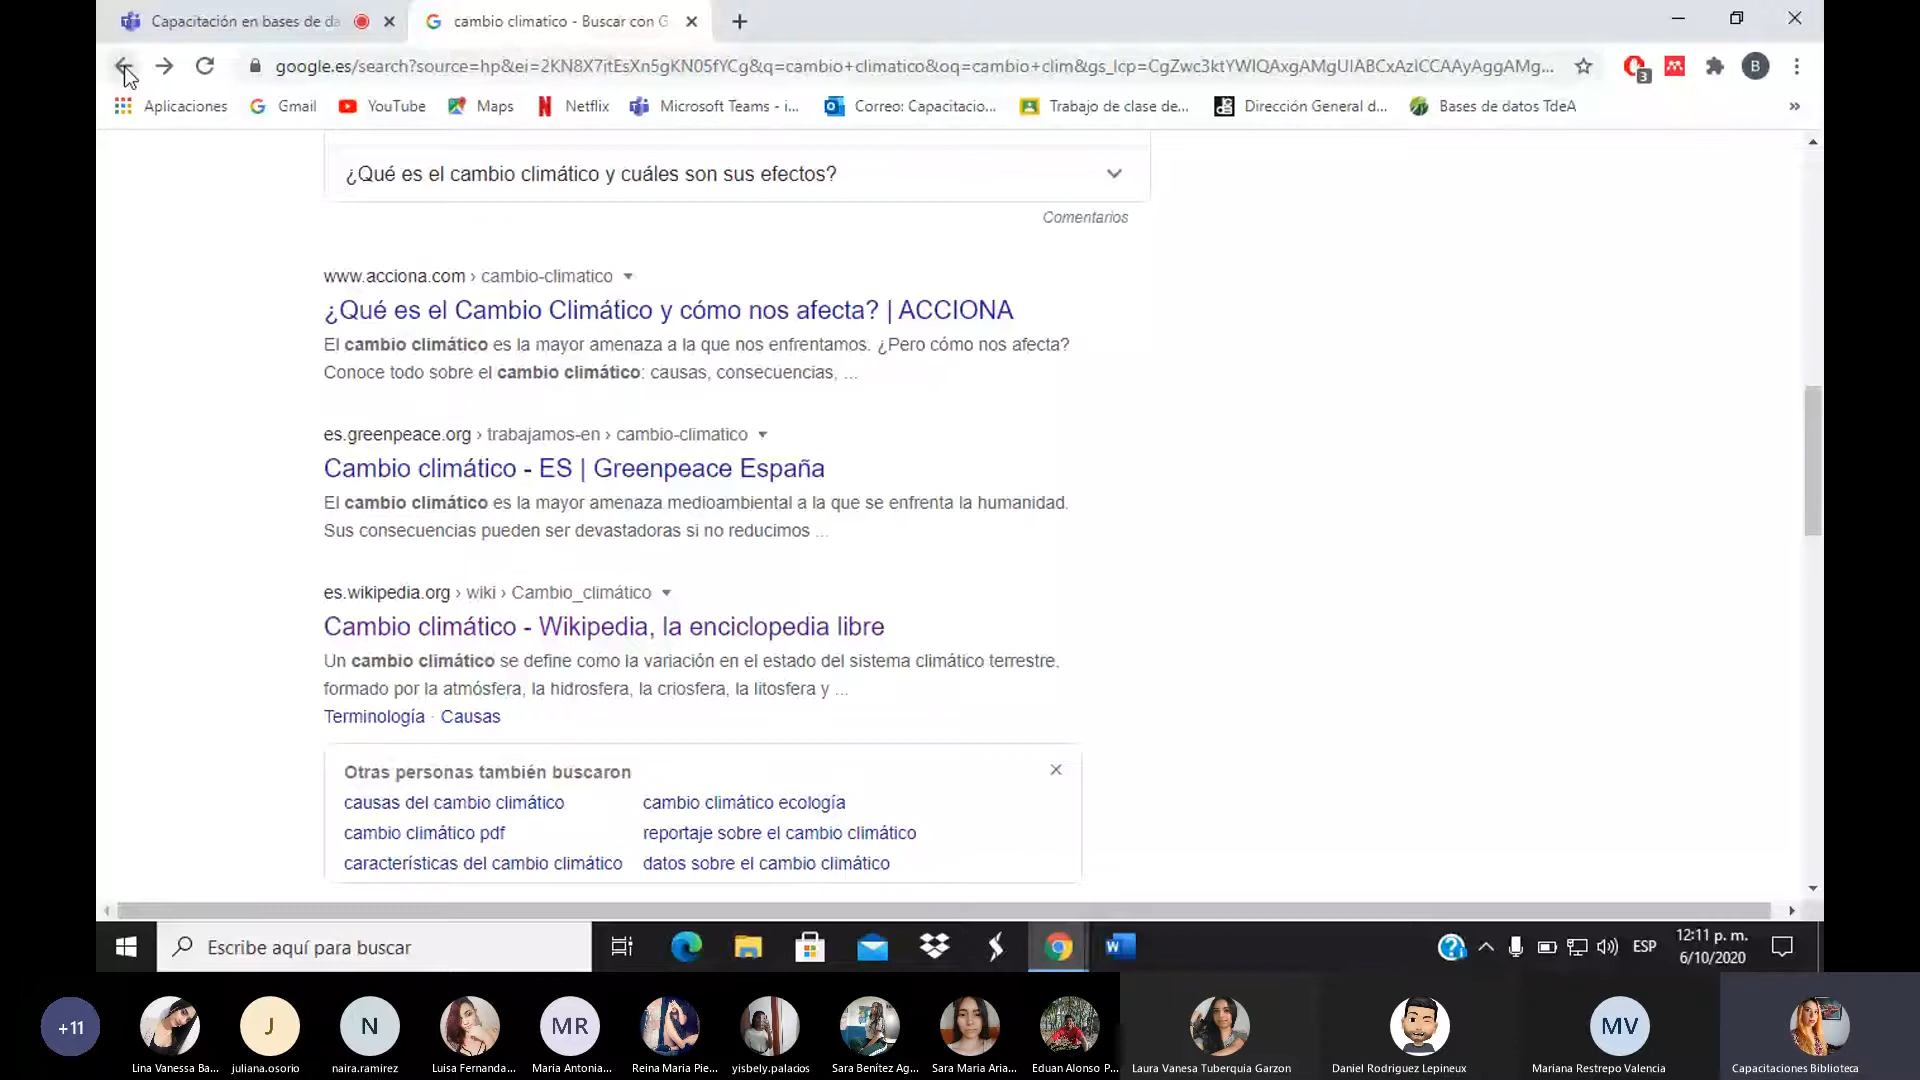 Capacitación en bases de da
cambio climatico - Buscar con G
google.es/search?source=hp&ei=2KN8X7jtEsXn5gKN05fYCg&q=cambio+climatico&oq=cambio+clim&gs_lcp=CgZwc3ktYWIQAxgAMgUIABCxAzICCAAyAggAMg...
3
B
Aplicaciones
Gmail
YouTube
Maps
Netflix
Microsoft Teams - i...
Correo: Capacitacio...
Trabajo de clase de...
Dirección General d...
Bases de datos TdeA
»
¿Qué es el cambio climático y cuáles son sus efectos?
Comentarios
www.acciona.com › cambio-climatico
¿Qué es el Cambio Climático y cómo nos afecta? | ACCIONA
El cambio climático es la mayor amenaza a la que nos enfrentamos. ¿Pero cómo nos afecta?
Conoce todo sobre el cambio climático: causas, consecuencias, ...
es.greenpeace.org › trabajamos-en › cambio-climatico
Cambio climático - ES | Greenpeace España
El cambio climático es la mayor amenaza medioambiental a la que se enfrenta la humanidad.
Sus consecuencias pueden ser devastadoras si no reducimos ...
es.wikipedia.org › wiki › Cambio_climático
Cambio climático - Wikipedia, la enciclopedia libre
Un cambio climático se define como la variación en el estado del sistema climático terrestre,
formado por la atmósfera, la hidrosfera, la criosfera, la litosfera y ...
Terminología · Causas
Otras personas también buscaron
causas del cambio climático
cambio climático ecología
cambio climático pdf
reportaje sobre el cambio climático
características del cambio climático
datos sobre el cambio climático
Escribe aquí para buscar
ESP
12:11 p. m.
6/10/2020
+11
J
N
MR
MV
Lina Vanessa Ba...
juliana.osorio
naira.ramirez
Luisa Fernanda...
Maria Antonia...
Reina Maria Pie...
yisbely.palacios
Sara Benítez Ag...
Sara Maria Aria...
Eduan Alonso P...
Laura Vanesa Tuberquia Garzon
Daniel Rodriguez Lepineux
Mariana Restrepo Valencia
Capacitaciones Biblioteca